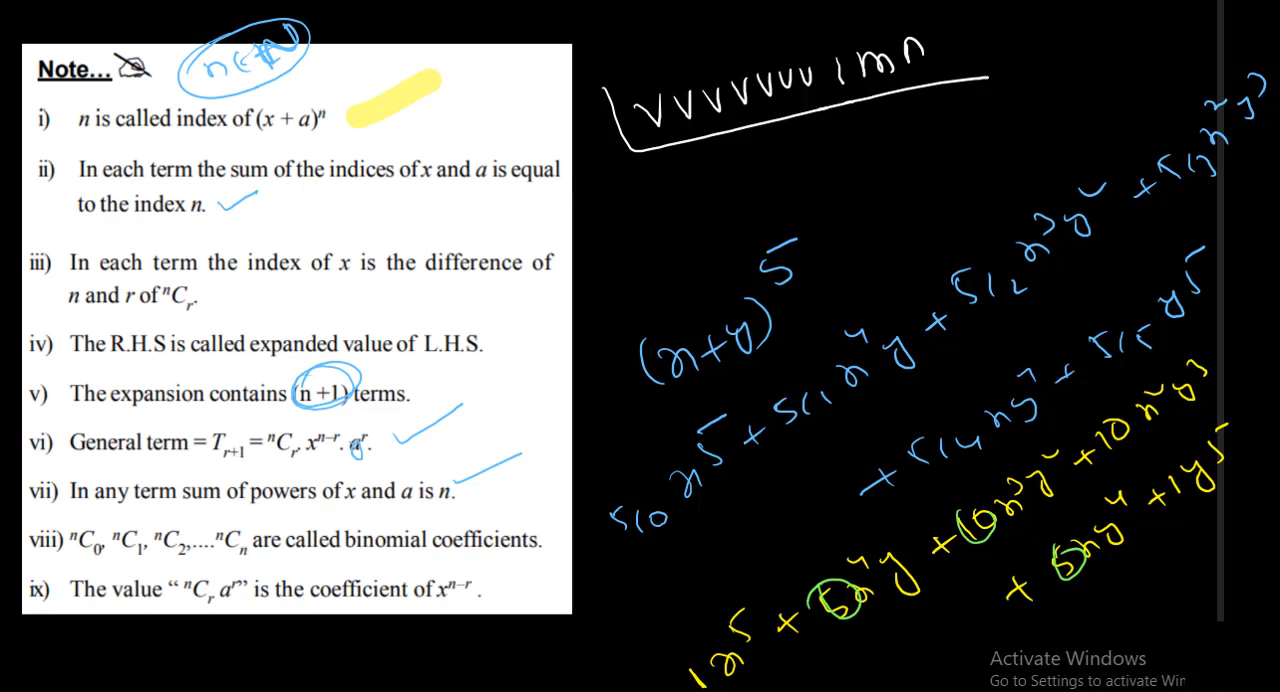 n ∈ N
Note...
i) n is called index of (x + a)ⁿ
ii) In each term the sum of the indices of x and a is equal
to the index n.
iii) In each term the index of x is the difference of
n and r of ⁿCᵣ.
iv) The R.H.S is called expanded value of L.H.S.
v) The expansion contains (n +1) terms.
vi) General term = Tᵣ₊₁ = ⁿCᵣ xⁿ⁻ʳ. aʳ.
vii) In any term sum of powers of x and a is n.
viii) ⁿC₀, ⁿC₁, ⁿC₂,....ⁿCₙ are called binomial coefficients.
ix) The value “ ⁿCᵣ aʳ” is the coefficient of xⁿ⁻ʳ .
VVVVVVV I m n
(x+y)⁵
5C0 x⁵ + 5C1 x⁴y + 5C2 x³y² + 5C3 x²y³
+ 5C4 xy⁴ + 5C5 y⁵
1x⁵ + 5x⁴y + 10x³y² + 10x²y³
+ 5xy⁴ + 1y⁵
Activate Windows
Go to Settings to activate Wir